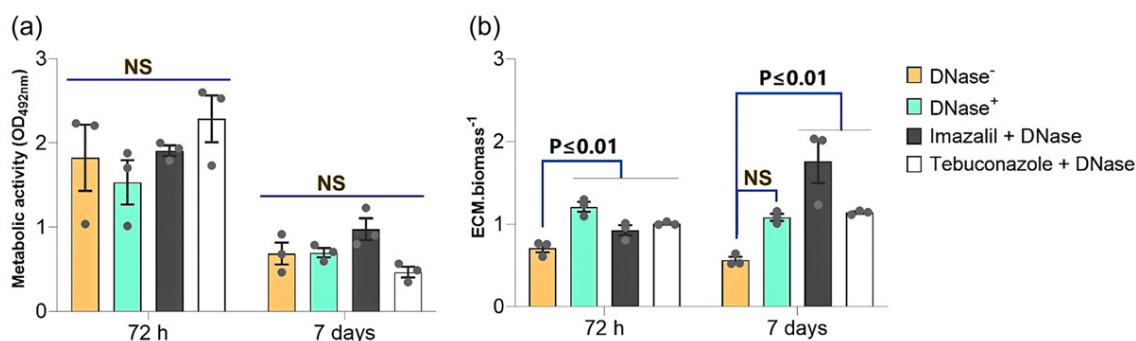 (a)
Metabolic activity (OD492nm)
3
2
1
0
NS
NS
72 h
7 days
(b)
ECM.biomass-1
3
2
1
0
P≤0.01
P≤0.01
NS
72 h
7 days
DNase-
DNase+
Imazalil + DNase
Tebuconazole + DNase